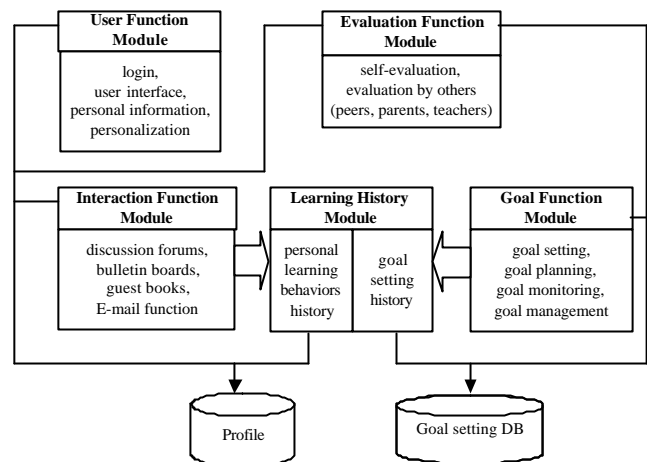 User Function
Module
login,
user interface,
personal information,
personalization
Evaluation Function
Module
self-evaluation,
evaluation by others
(peers, parents, teachers)
Interaction Function
Module
discussion forums,
bulletin boards,
guest books,
E-mail function
Learning History
Module
personal
learning
behaviors
history
goal
setting
history
Goal Function
Module
goal setting,
goal planning,
goal monitoring,
goal management
Profile
Goal setting DB